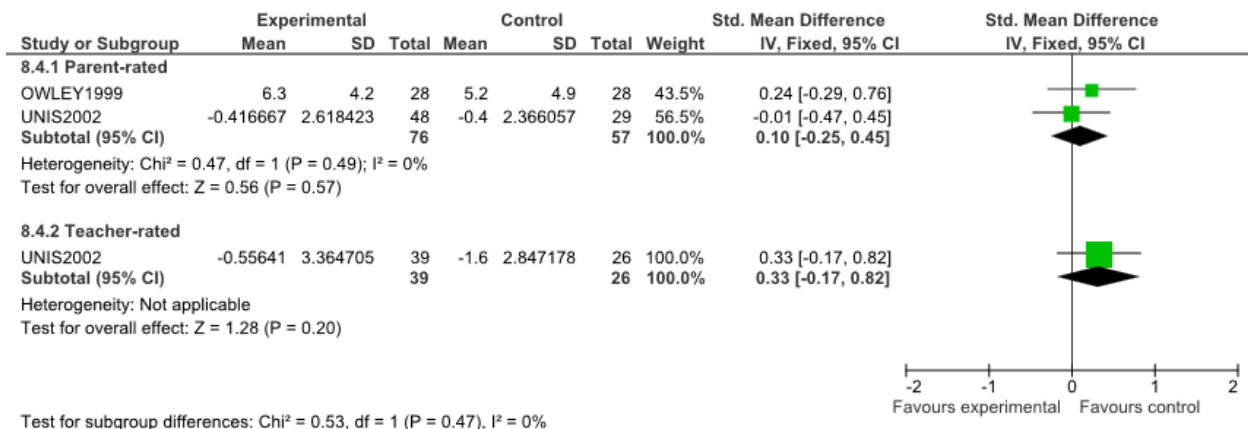 Experimental Control Std. Mean Difference Std. Mean Difference
Study or Subgroup Mean SD Total Mean SD Total Weight IV, Fixed, 95% CI IV, Fixed, 95% CI
8.4.1 Parent-rated
OWLEY1999 6.3 4.2 28 5.2 4.9 28 43.5% 0.24 [-0.29, 0.76]
UNIS2002 -0.416667 2.618423 48 -0.4 2.366057 29 56.5% -0.01 [-0.47, 0.45]
Subtotal (95% CI) 76 57 100.0% 0.10 [-0.25, 0.45]
Heterogeneity: Chi² = 0.47, df = 1 (P = 0.49); I² = 0%
Test for overall effect: Z = 0.56 (P = 0.57)
8.4.2 Teacher-rated
UNIS2002 -0.55641 3.364705 39 -1.6 2.847178 26 100.0% 0.33 [-0.17, 0.82]
Subtotal (95% CI) 39 26 100.0% 0.33 [-0.17, 0.82]
Heterogeneity: Not applicable
Test for overall effect: Z = 1.28 (P = 0.20)
-2 -1 0 1 2
Favours experimental Favours control
Test for subgroup differences: Chi² = 0.53, df = 1 (P = 0.47), I² = 0%